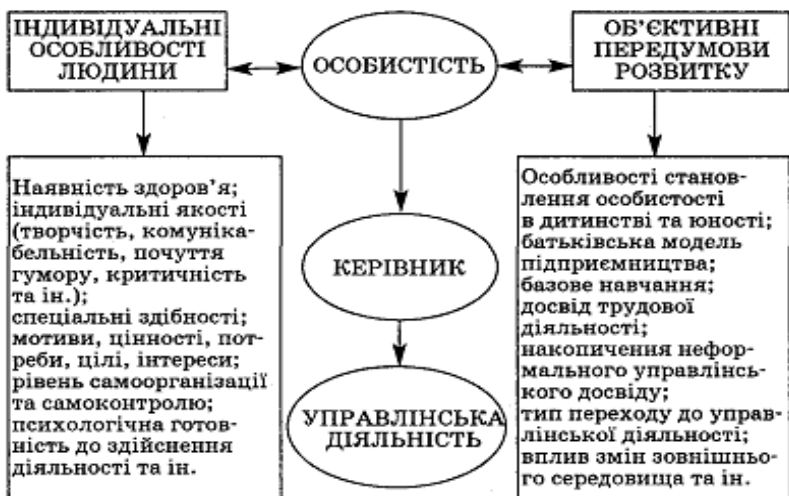 ІНДИВІДУАЛЬНІ
ОСОБЛИВОСТІ
ЛЮДИНИ
ОСОБИСТІСТЬ
ОБ’ЄКТИВНІ
ПЕРЕДУМОВИ
РОЗВИТКУ
Наявність здоров’я;
індивідуальні якості
(творчість, комуніка-
бельність, почуття
гумору, критичність
та ін.);
спеціальні здібності;
мотиви, цінності, пот-
реби, цілі, інтереси;
рівень самоорганізації
та самоконтролю;
психологічна готов-
ність до здійснення
діяльності та ін.
КЕРІВНИК
УПРАВЛІНСЬКА
ДІЯЛЬНІСТЬ
Особливості станов-
лення особистості
в дитинстві та юності;
батьківська модель
підприємництва;
базове навчання;
досвід трудової
діяльності;
накопичення нефор-
мального управлінсь-
кого досвіду;
тип переходу до управ-
лінської діяльності;
вплив змін зовнішньо-
го середовища та ін.